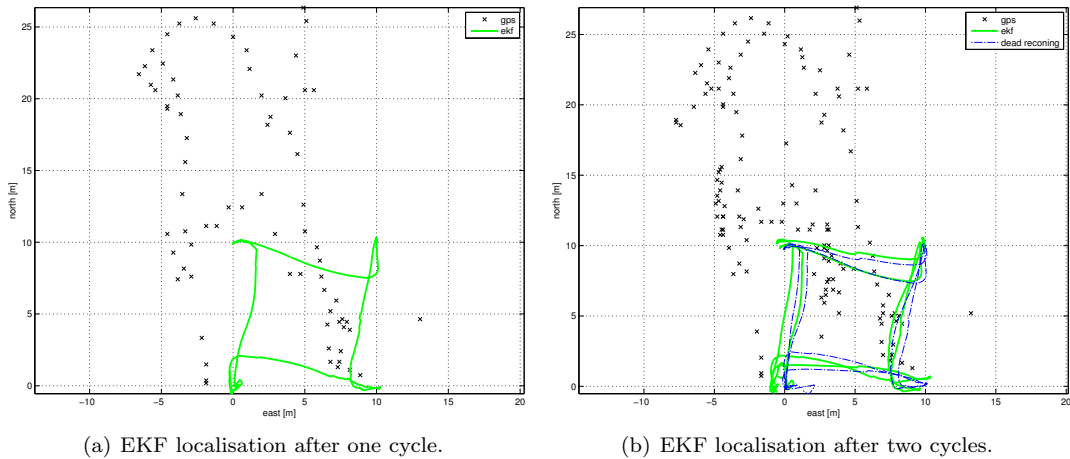 gps
ekf
25
20
15
10
5
0
north [m]
−10 −5 0 5 10 15 20
east [m]
(a) EKF localisation after one cycle.
gps
ekf
dead reconing
25
20
15
10
5
0
north [m]
−10 −5 0 5 10 15 20
east [m]
(b) EKF localisation after two cycles.